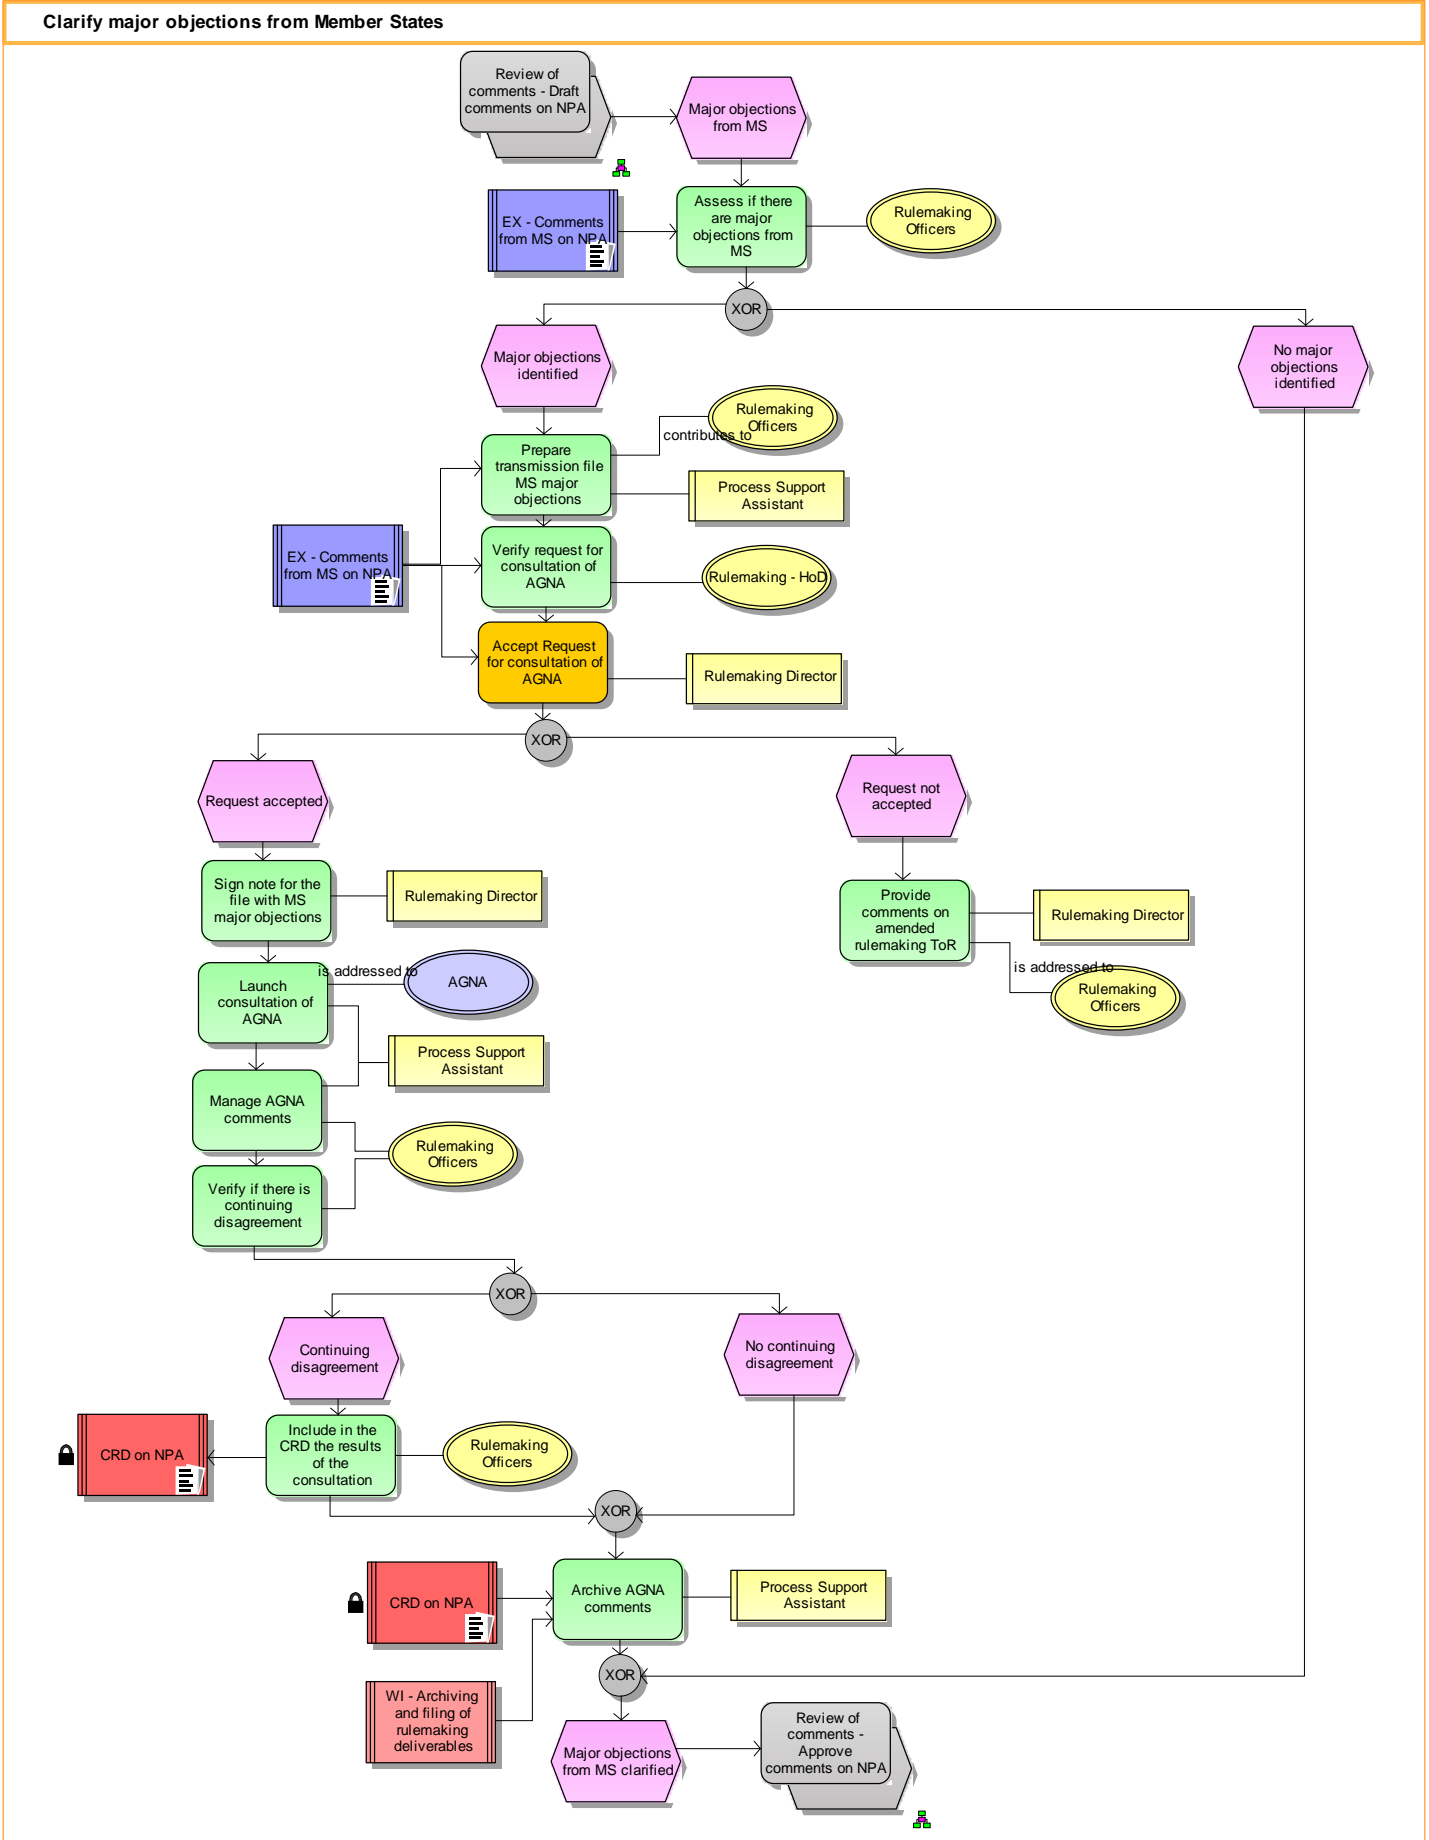 Clarify major objections from Member States
Review of
comments - Draft
comments on NPA
Major objections
from MS
EX - Comments
from MS on NPA
Assess if there
are major
objections from
MS
Rulemaking
Officers
XOR
Major objections
identified
No major
objections
identified
Rulemaking
Officers
contributes to
Prepare
transmission file
MS major
objections
Process Support
Assistant
EX - Comments
from MS on NPA
Verify request for
consultation of
AGNA
Rulemaking - HoD
Accept Request
for consultation of
AGNA
Rulemaking Director
XOR
Request accepted
Request not
accepted
Sign note for the
file with MS
major objections
Rulemaking Director
Provide
comments on
amended
rulemaking ToR
Rulemaking Director
is addressed to
Rulemaking
Officers
Launch
consultation of
AGNA
is addressed to
AGNA
Process Support
Assistant
Manage AGNA
comments
Rulemaking
Officers
Verify if there is
continuing
disagreement
XOR
Continuing
disagreement
No continuing
disagreement
CRD on NPA
Include in the
CRD the results
of the
consultation
Rulemaking
Officers
XOR
CRD on NPA
Archive AGNA
comments
Process Support
Assistant
XOR
WI - Archiving
and filing of
rulemaking
deliverables
Major objections
from MS clarified
Review of
comments -
Approve
comments on NPA